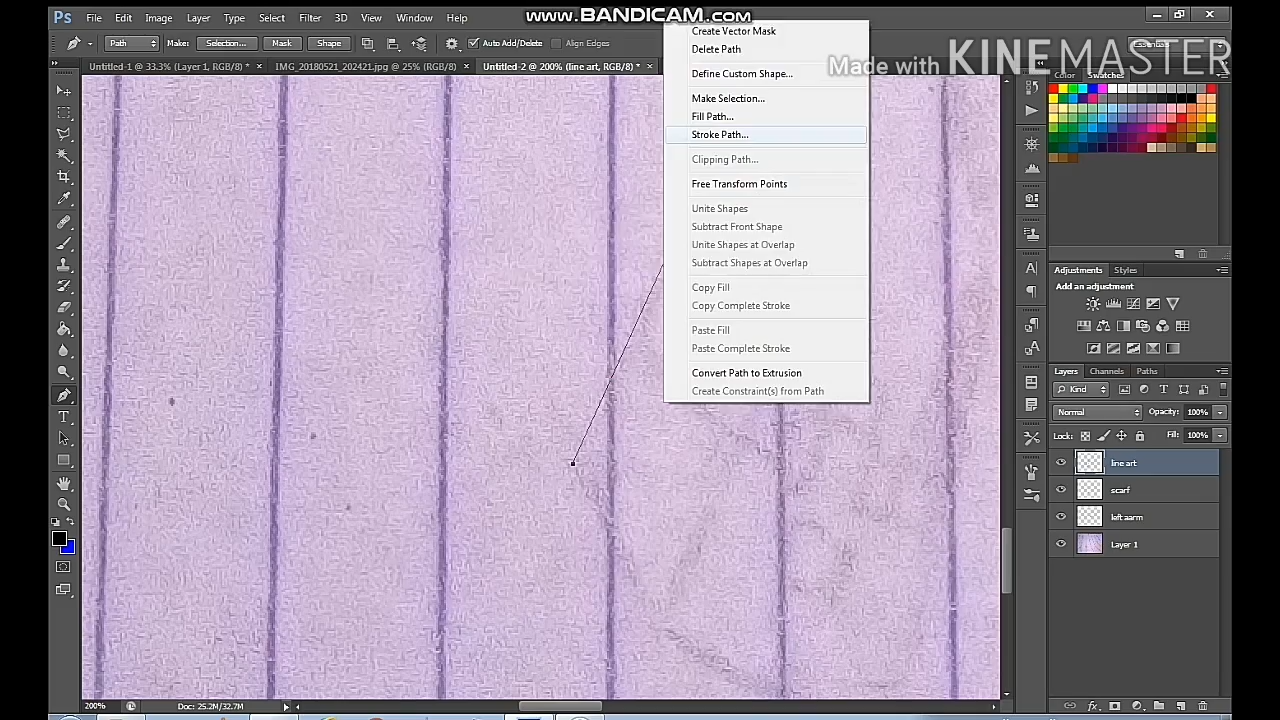 www.BANDICAM.com
Ps File Edit Image Layer Type Select Filter 3D View Window Help
Path Make: Selection... Mask Shape Auto Add/Delete Align Edges Essentials
Made with KINEMASTER
Untitled-1 @ 33.3% (Layer 1, RGB/8) * × IMG_20180521_202421.jpg @ 25% (RGB/8) × Untitled-2 @ 200% (line art, RGB/8) * ×
Create Vector Mask
Delete Path
Define Custom Shape...
Make Selection...
Fill Path...
Stroke Path...
Clipping Path...
Free Transform Points
Unite Shapes
Subtract Front Shape
Unite Shapes at Overlap
Subtract Shapes at Overlap
Copy Fill
Copy Complete Stroke
Paste Fill
Paste Complete Stroke
Convert Path to Extrusion
Create Constraint(s) from Path
Color Swatches
Adjustments Styles
Add an adjustment
Layers Channels Paths
Kind
Normal Opacity: 100%
Lock: Fill: 100%
line art
scarf
left aarm
Layer 1
200% Doc: 25.2M/32.7M